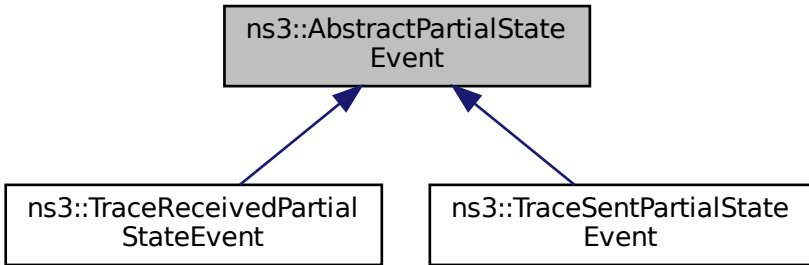 ns3::AbstractPartialState
Event
ns3::TraceReceivedPartial
StateEvent
ns3::TraceSentPartialState
Event